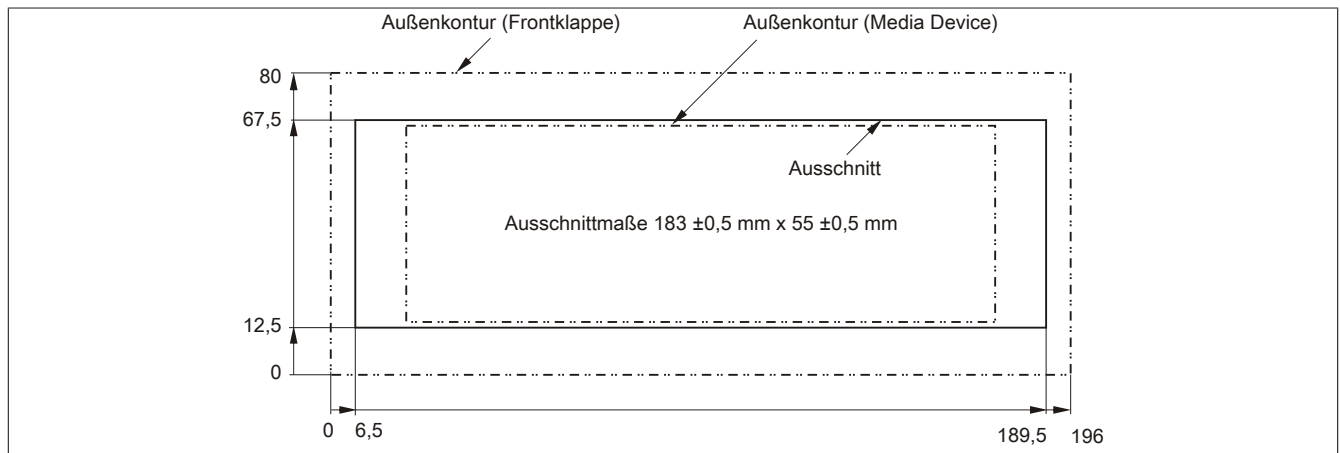 Außenkontur (Frontklappe)
Außenkontur (Media Device)
80
67,5
Ausschnitt
Ausschnittmaße 183 ±0,5 mm x 55 ±0,5 mm
12,5
0
0
6,5
189,5
196